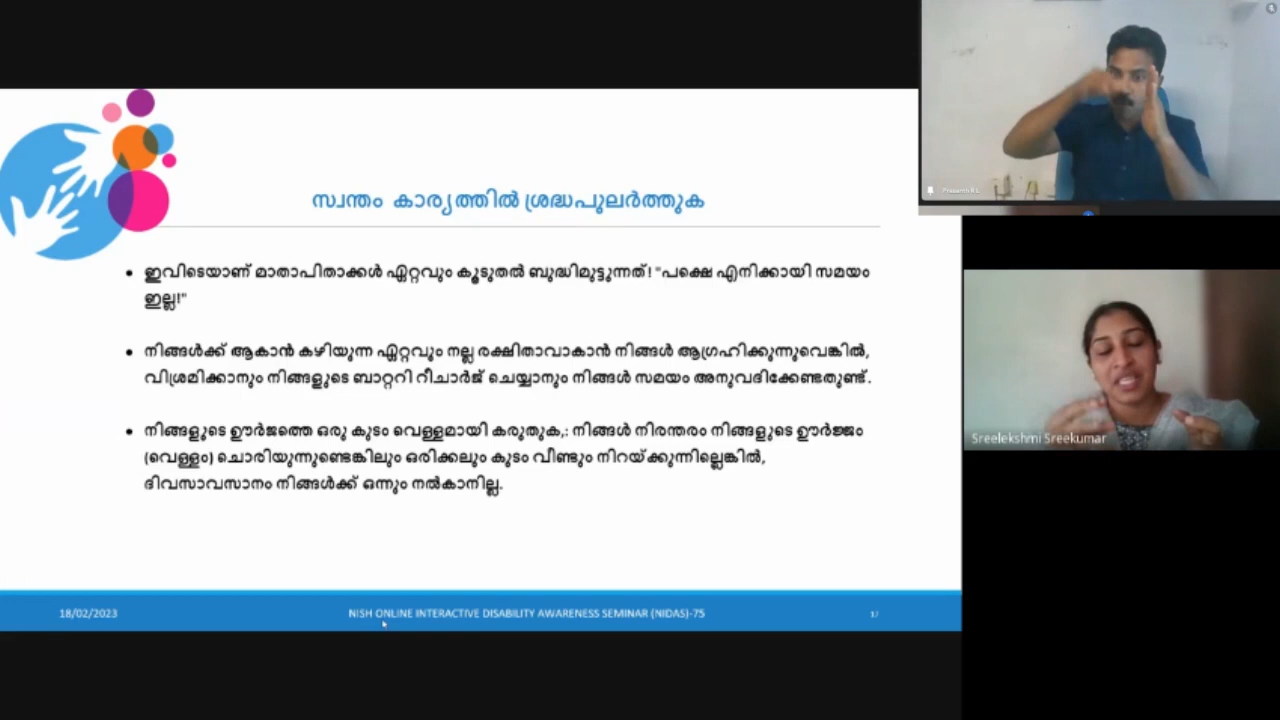 സ്വന്തം കാര്യത്തിൽ ശ്രദ്ധപുലർത്തുക
• ഇവിടെയാണ് മാതാപിതാക്കൾ ഏറ്റവും കൂടുതൽ ബുദ്ധിമുട്ടുന്നത്! "പക്ഷെ എനിക്കായി സമയം
ഇല്ല!"
• നിങ്ങൾക്ക് ആകാൻ കഴിയുന്ന ഏറ്റവും നല്ല രക്ഷിതാവാകാൻ നിങ്ങൾ ആഗ്രഹിക്കുന്നുവെങ്കിൽ,
വിശ്രമിക്കാനും നിങ്ങളുടെ ബാറ്ററി റീചാർജ് ചെയ്യാനും നിങ്ങൾ സമയം അനുവദിക്കേണ്ടതുണ്ട്.
• നിങ്ങളുടെ ഊർജത്തെ ഒരു കുടം വെള്ളമായി കരുതുക,: നിങ്ങൾ നിരന്തരം നിങ്ങളുടെ ഊർജ്ജം
(വെള്ളം) ചൊരിയുന്നുണ്ടെങ്കിലും ഒരിക്കലും കുടം വീണ്ടും നിറയ്ക്കുന്നില്ലെങ്കിൽ,
ദിവസാവസാനം നിങ്ങൾക്ക് ഒന്നും നൽകാനില്ല.
18/02/2023
NISH ONLINE INTERACTIVE DISABILITY AWARENESS SEMINAR (NIDAS)-75
Sreelekshmi Sreekumar